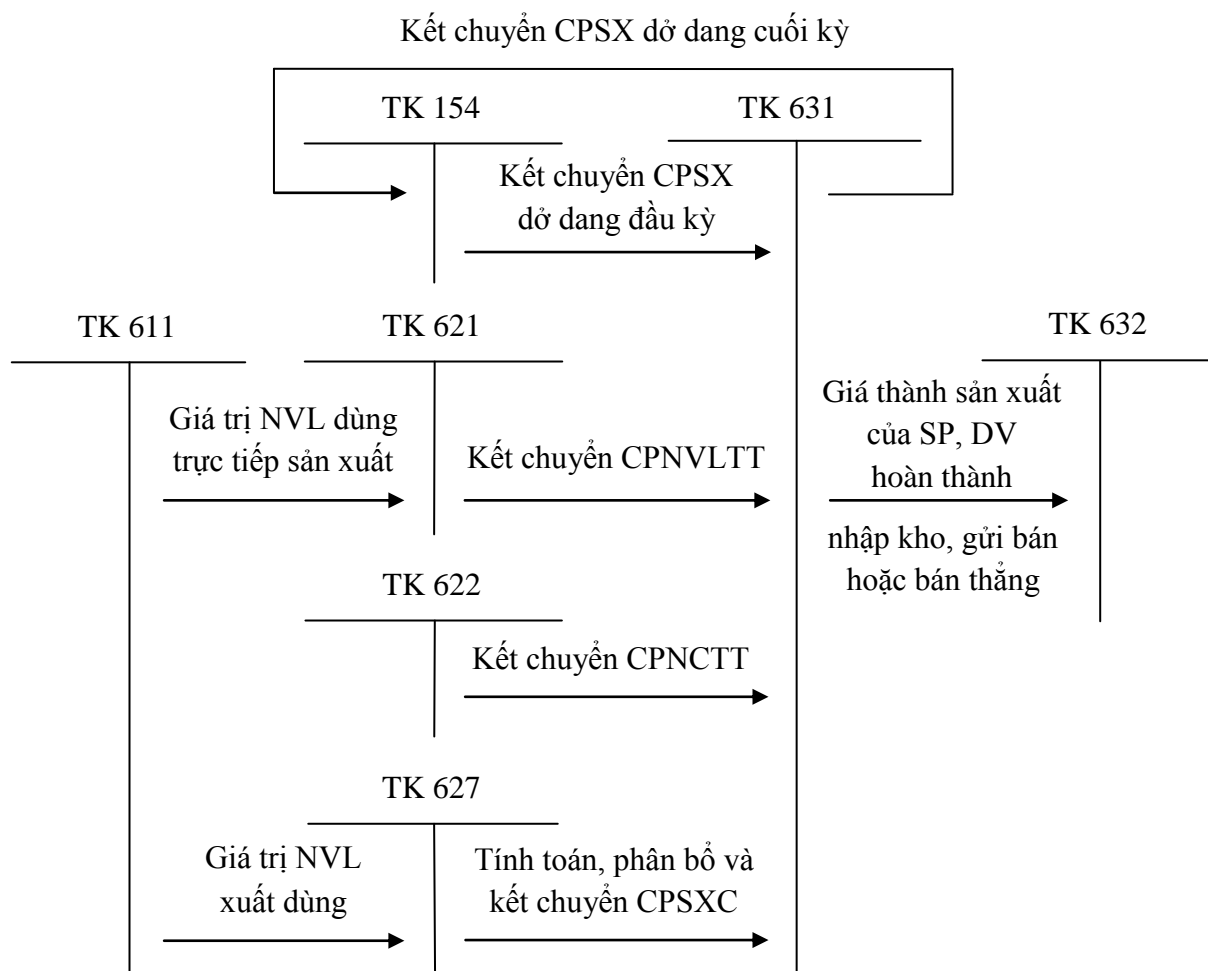 Kết chuyển CPSX dở dang cuối kỳ
TK 154
TK 631
Kết chuyển CPSX
dở dang đầu kỳ
TK 611
TK 621
TK 632
Giá trị NVL dùng
trực tiếp sản xuất
Kết chuyển CPNVLTT
Giá thành sản xuất
của SP, DV
hoàn thành
nhập kho, gửi bán
hoặc bán thẳng
TK 622
Kết chuyển CPNCTT
TK 627
Giá trị NVL
xuất dùng
Tính toán, phân bổ và
kết chuyển CPSXC